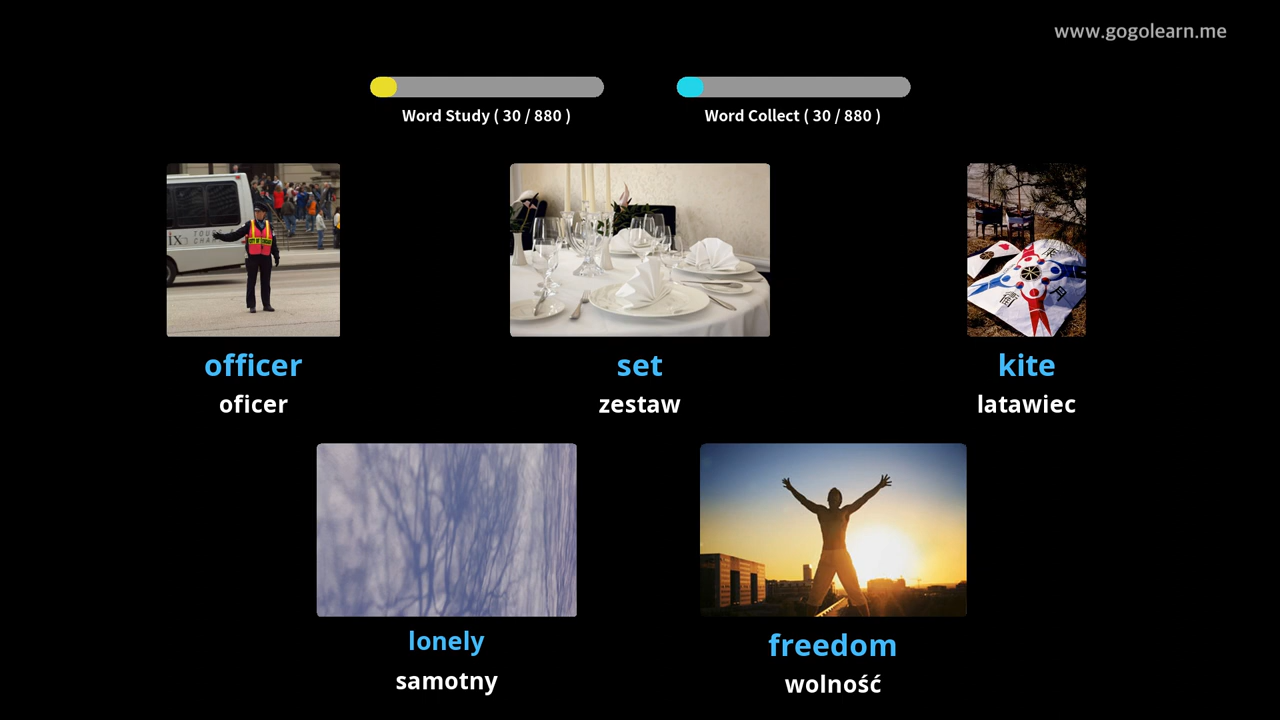 www.gogolearn.me
Word Study ( 30 / 880 )
Word Collect ( 30 / 880 )
officer
oficer
set
zestaw
kite
latawiec
lonely
samotny
freedom
wolność